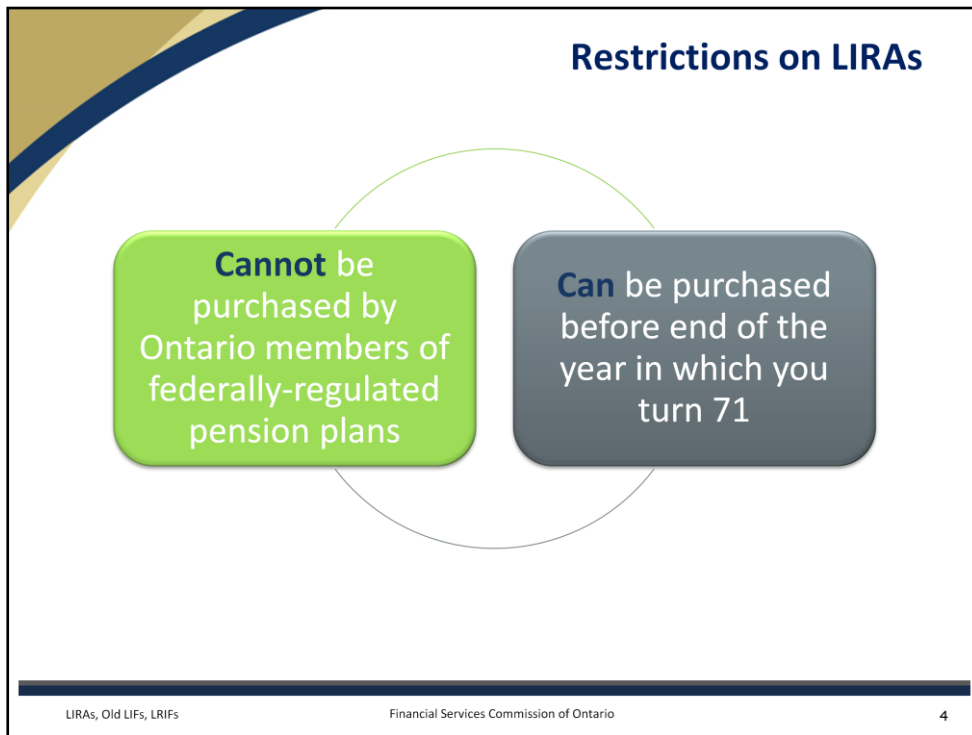 Restrictions on LIRAs
Cannot be
purchased by
Ontario members of
federally-regulated
pension plans
Can be purchased
before end of the
year in which you
turn 71
LIRAs, Old LIFs, LRIFs
Financial Services Commission of Ontario
4